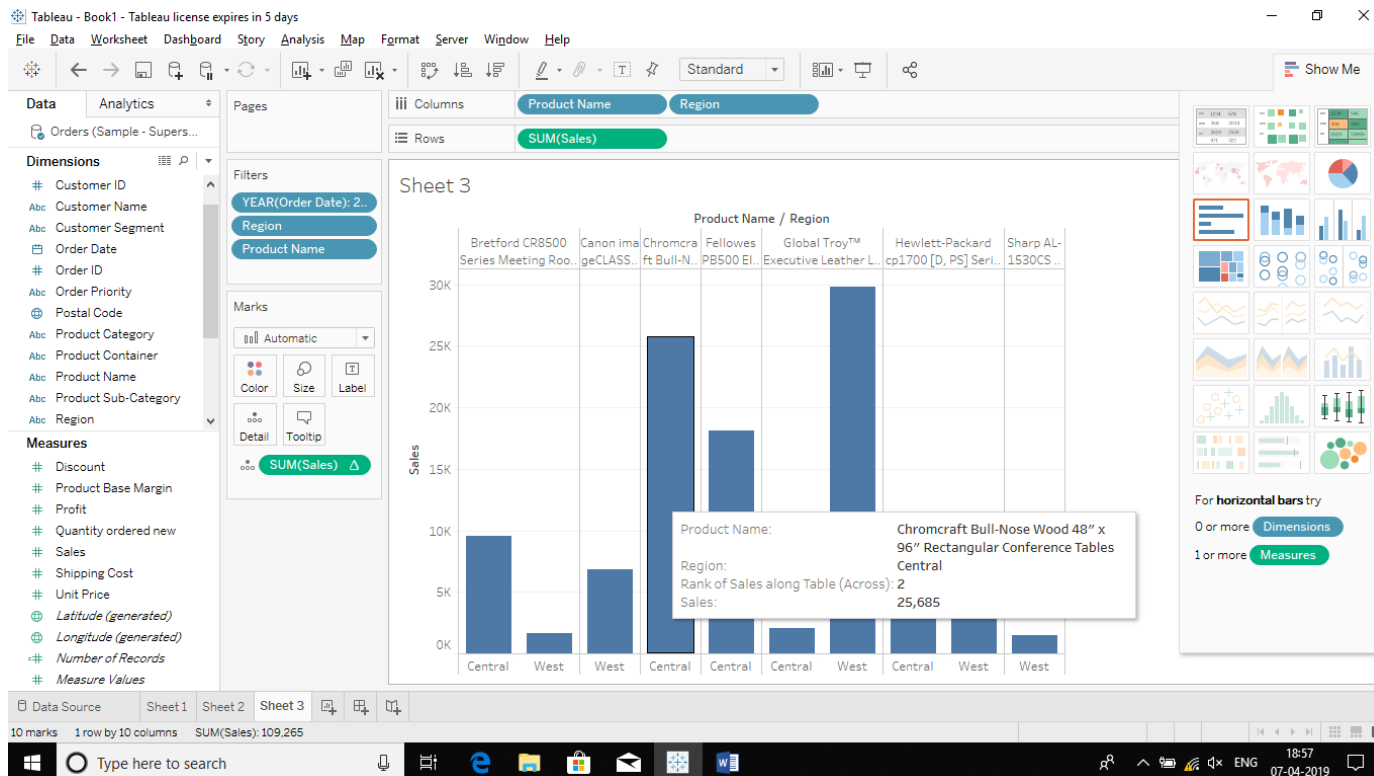 Tableau - Book1 - Tableau license expires in 5 days
File Data Worksheet Dashboard Story Analysis Map Format Server Window Help
Standard
Show Me
Data Analytics
Orders (Sample - Supers...
Dimensions
# Customer ID
Abc Customer Name
Abc Customer Segment
Order Date
# Order ID
Abc Order Priority
Postal Code
Abc Product Category
Abc Product Container
Abc Product Name
Abc Product Sub-Category
Abc Region
Measures
# Discount
# Product Base Margin
# Profit
# Quantity ordered new
# Sales
# Shipping Cost
# Unit Price
Latitude (generated)
Longitude (generated)
=# Number of Records
# Measure Values
Pages
Filters
YEAR(Order Date): 2..
Region
Product Name
Marks
Automatic
Color Size Label
Detail Tooltip
SUM(Sales) Δ
Columns Product Name Region
Rows SUM(Sales)
Sheet 3
Product Name / Region
Bretford CR8500 Canon ima Chromcra Fellowes Global Troy™ Hewlett-Packard Sharp AL-
Series Meeting Roo.. geCLASS.. ft Bull-N.. PB500 El.. Executive Leather L.. cp1700 [D, PS] Seri.. 1530CS ..
30K
25K
20K
15K
10K
5K
0K
Sales
Product Name: Chromcraft Bull-Nose Wood 48" x
96" Rectangular Conference Tables
Region: Central
Rank of Sales along Table (Across): 2
Sales: 25,685
Central West West Central Central Central West Central West West
For horizontal bars try
0 or more Dimensions
1 or more Measures
Data Source Sheet 1 Sheet 2 Sheet 3
10 marks 1 row by 10 columns SUM(Sales): 109,265
Type here to search
ENG
18:57
07-04-2019